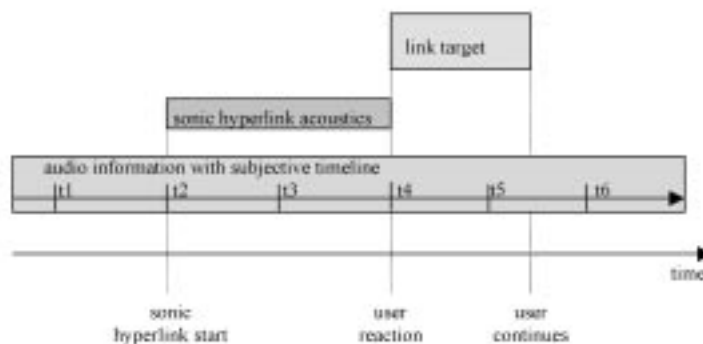 link target
sonic hyperlink acoustics
audio information with subjective timeline
t1 t2 t3 t4 t5 t6
time
sonic hyperlink start
user reaction
user continues